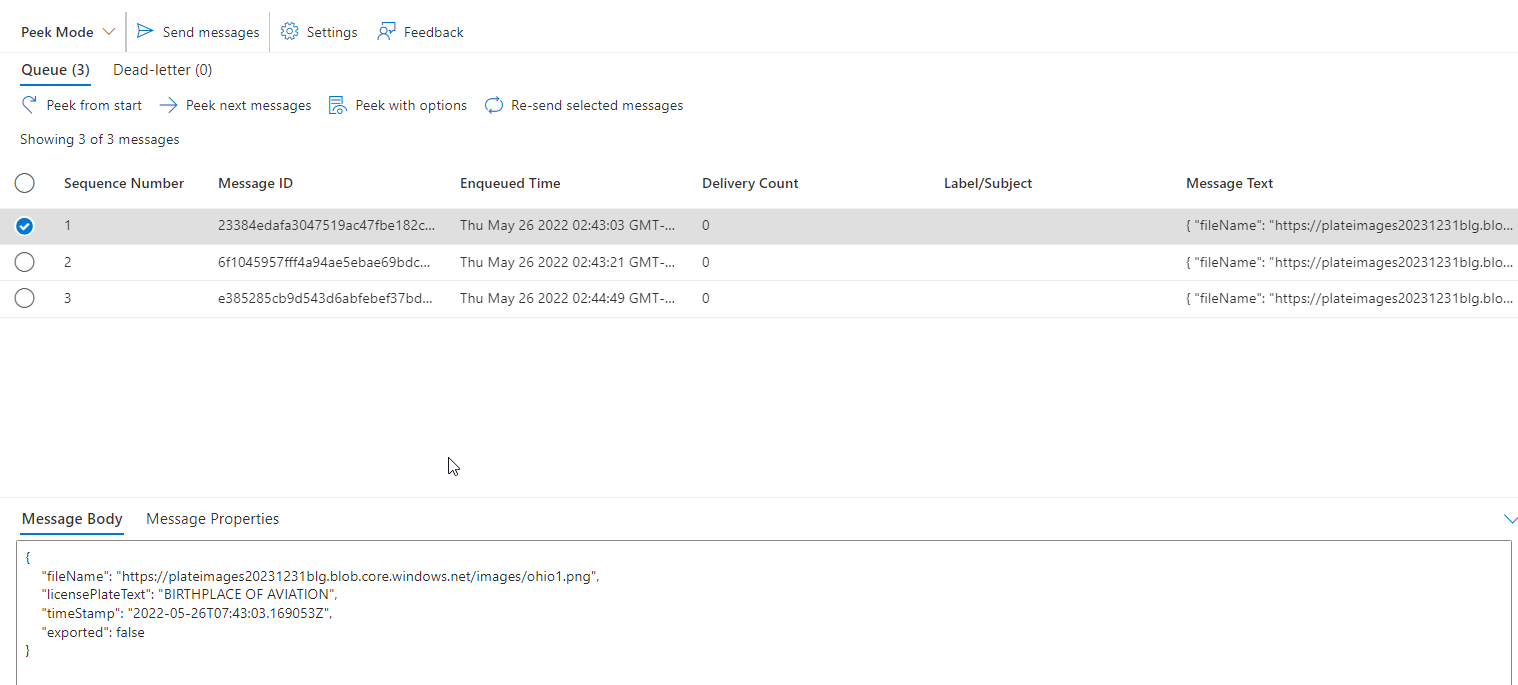 Peek Mode Send messages Settings Feedback
Queue (3) Dead-letter (0)
Peek from start Peek next messages Peek with options Re-send selected messages
Showing 3 of 3 messages
Sequence Number Message ID Enqueued Time Delivery Count Label/Subject Message Text
1 23384edafa3047519ac47fbe182c... Thu May 26 2022 02:43:03 GMT-... 0 { "fileName": "https://plateimages20231231blg.blo...
2 6f1045957fff4a94ae5ebae69bdc... Thu May 26 2022 02:43:21 GMT-... 0 { "fileName": "https://plateimages20231231blg.blo...
3 e385285cb9d543d6abfebef37bd... Thu May 26 2022 02:44:49 GMT-... 0 { "fileName": "https://plateimages20231231blg.blo...
Message Body Message Properties
{
"fileName": "https://plateimages20231231blg.blob.core.windows.net/images/ohio1.png",
"licensePlateText": "BIRTHPLACE OF AVIATION",
"timeStamp": "2022-05-26T07:43:03.169053Z",
"exported": false
}